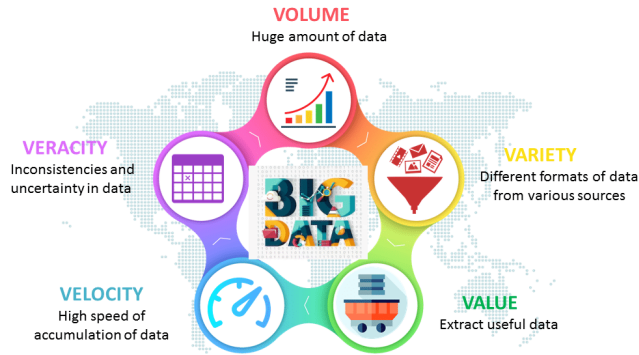 VOLUME
Huge amount of data
VERACITY
Inconsistencies and
uncertainty in data
VARIETY
Different formats of data
from various sources
BIG
DATA
VELOCITY
High speed of
accumulation of data
VALUE
Extract useful data